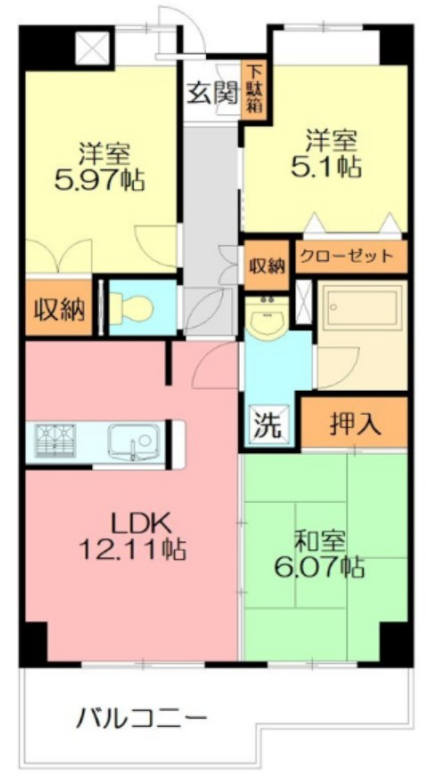 玄関
下駄箱
洋室
5.97帖
洋室
5.1帖
収納
クローゼット
収納
洗
押入
LDK
12.11帖
和室
6.07帖
バルコニー